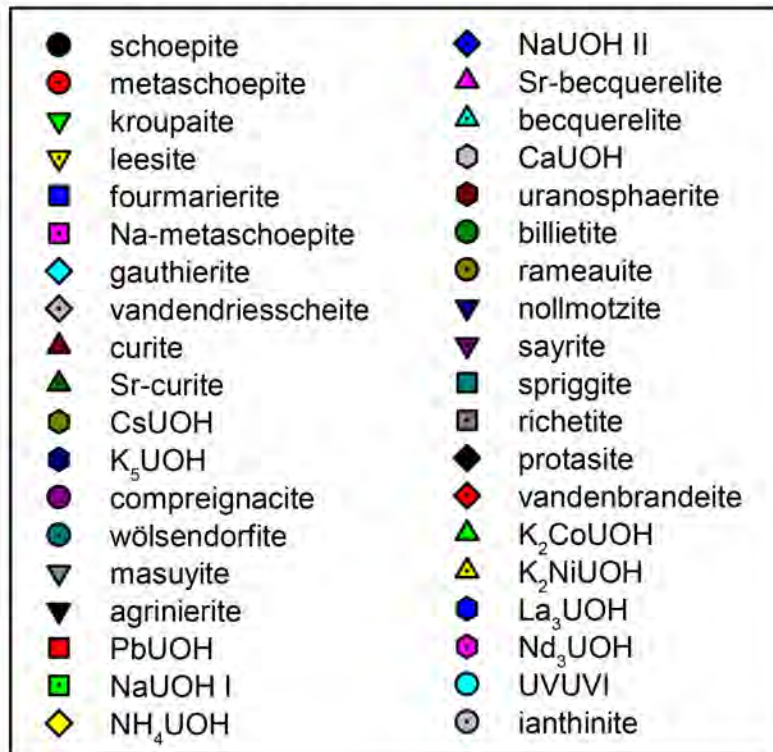 schoepite
metaschoepite
kroupaite
leesite
fourmarierite
Na-metaschoepite
gauthierite
vandendriesscheite
curite
Sr-curite
CsUOH
K₅UOH
compreignacite
wölsendorfite
masuyite
agrinierite
PbUOH
NaUOH I
NH₄UOH
NaUOH II
Sr-becquerelite
becquerelite
CaUOH
uranosphaerite
billietite
rameauite
nollmotzite
sayrite
spriggite
richetite
protasite
vandenbrandeite
K₂CoUOH
K₂NiUOH
La₃UOH
Nd₃UOH
UVUVI
ianthinite